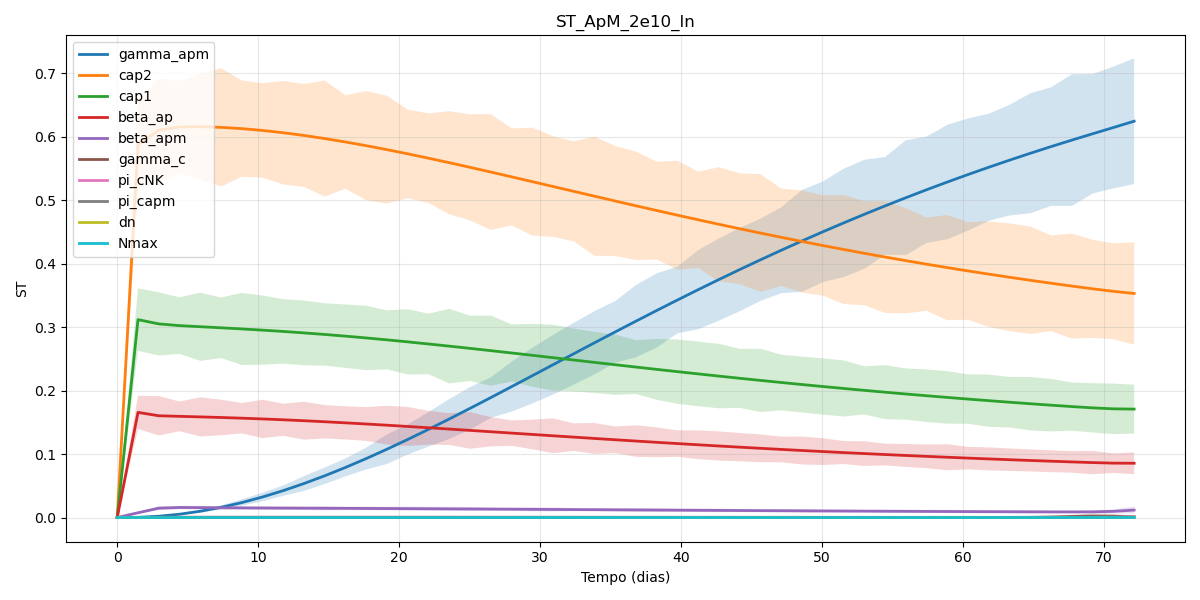 ST_ApM_2e10_ln
gamma_apm
cap2
cap1
beta_ap
beta_apm
gamma_c
pi_cNK
pi_capm
dn
Nmax
ST
0.7
0.6
0.5
0.4
0.3
0.2
0.1
0.0
0 10 20 30 40 50 60 70
Tempo (dias)